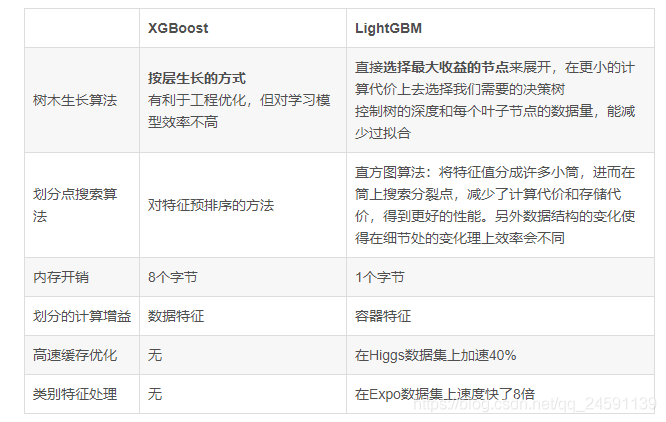 XGBoost LightGBM
树木生长算法
按层生长的方式
有利于工程优化，但对学习模
型效率不高
直接选择最大收益的节点来展开，在更小的计
算代价上去选择我们需要的决策树
控制树的深度和每个叶子节点的数据量，能减
少过拟合
划分点搜索算
法
对特征预排序的方法
直方图算法：将特征值分成许多小筒，进而在
筒上搜索分裂点，减少了计算代价和存储代
价，得到更好的性能。另外数据结构的变化使
得在细节处的变化理上效率会不同
内存开销 8个字节 1个字节
划分的计算增益 数据特征 容器特征
高速缓存优化 无 在Higgs数据集上加速40%
类别特征处理 无 在Expo数据集上速度快了8倍
https://blog.csdn.net/qq_24591139